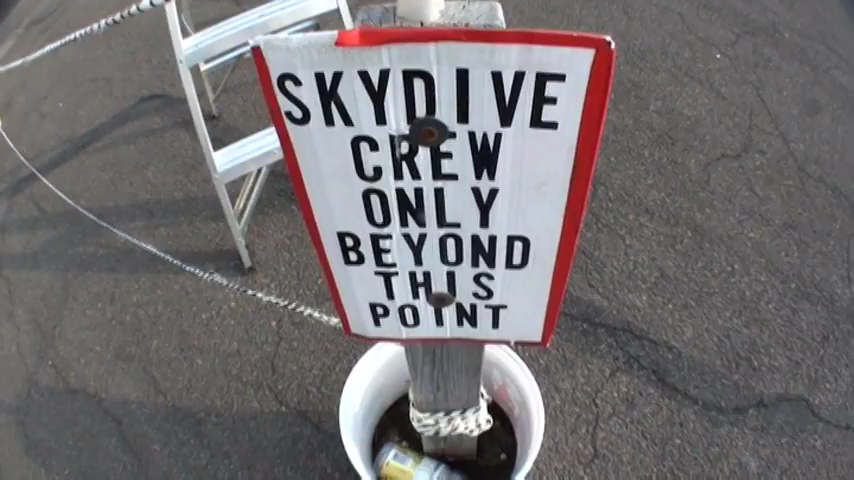 SKYDIVE
CREW
ONLY
BEYOND
THIS
POINT